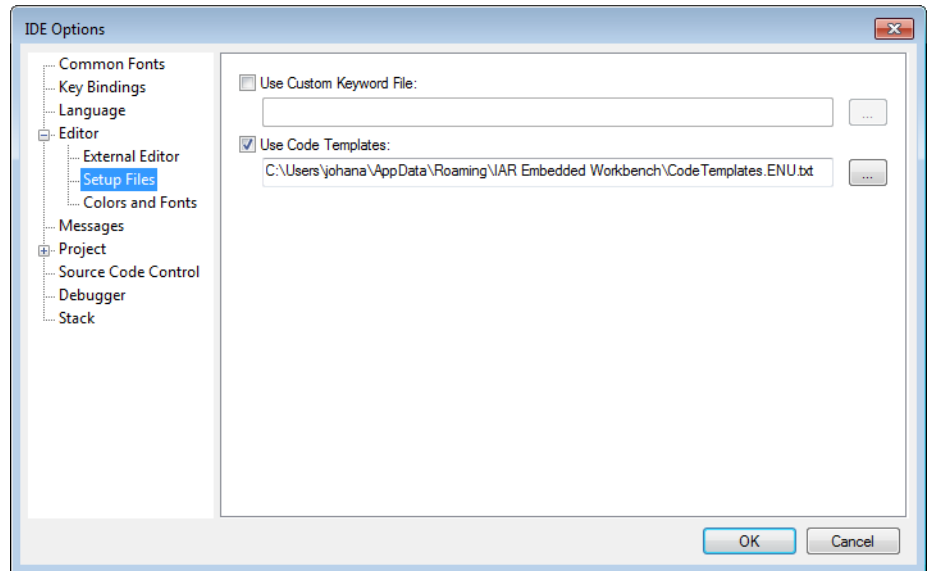 IDE Options
Common Fonts
Key Bindings
Language
Editor
External Editor
Setup Files
Colors and Fonts
Messages
Project
Source Code Control
Debugger
Stack
Use Custom Keyword File:
...
Use Code Templates:
C:\Users\johana\AppData\Roaming\IAR Embedded Workbench\CodeTemplates.ENU.txt
...
OK
Cancel